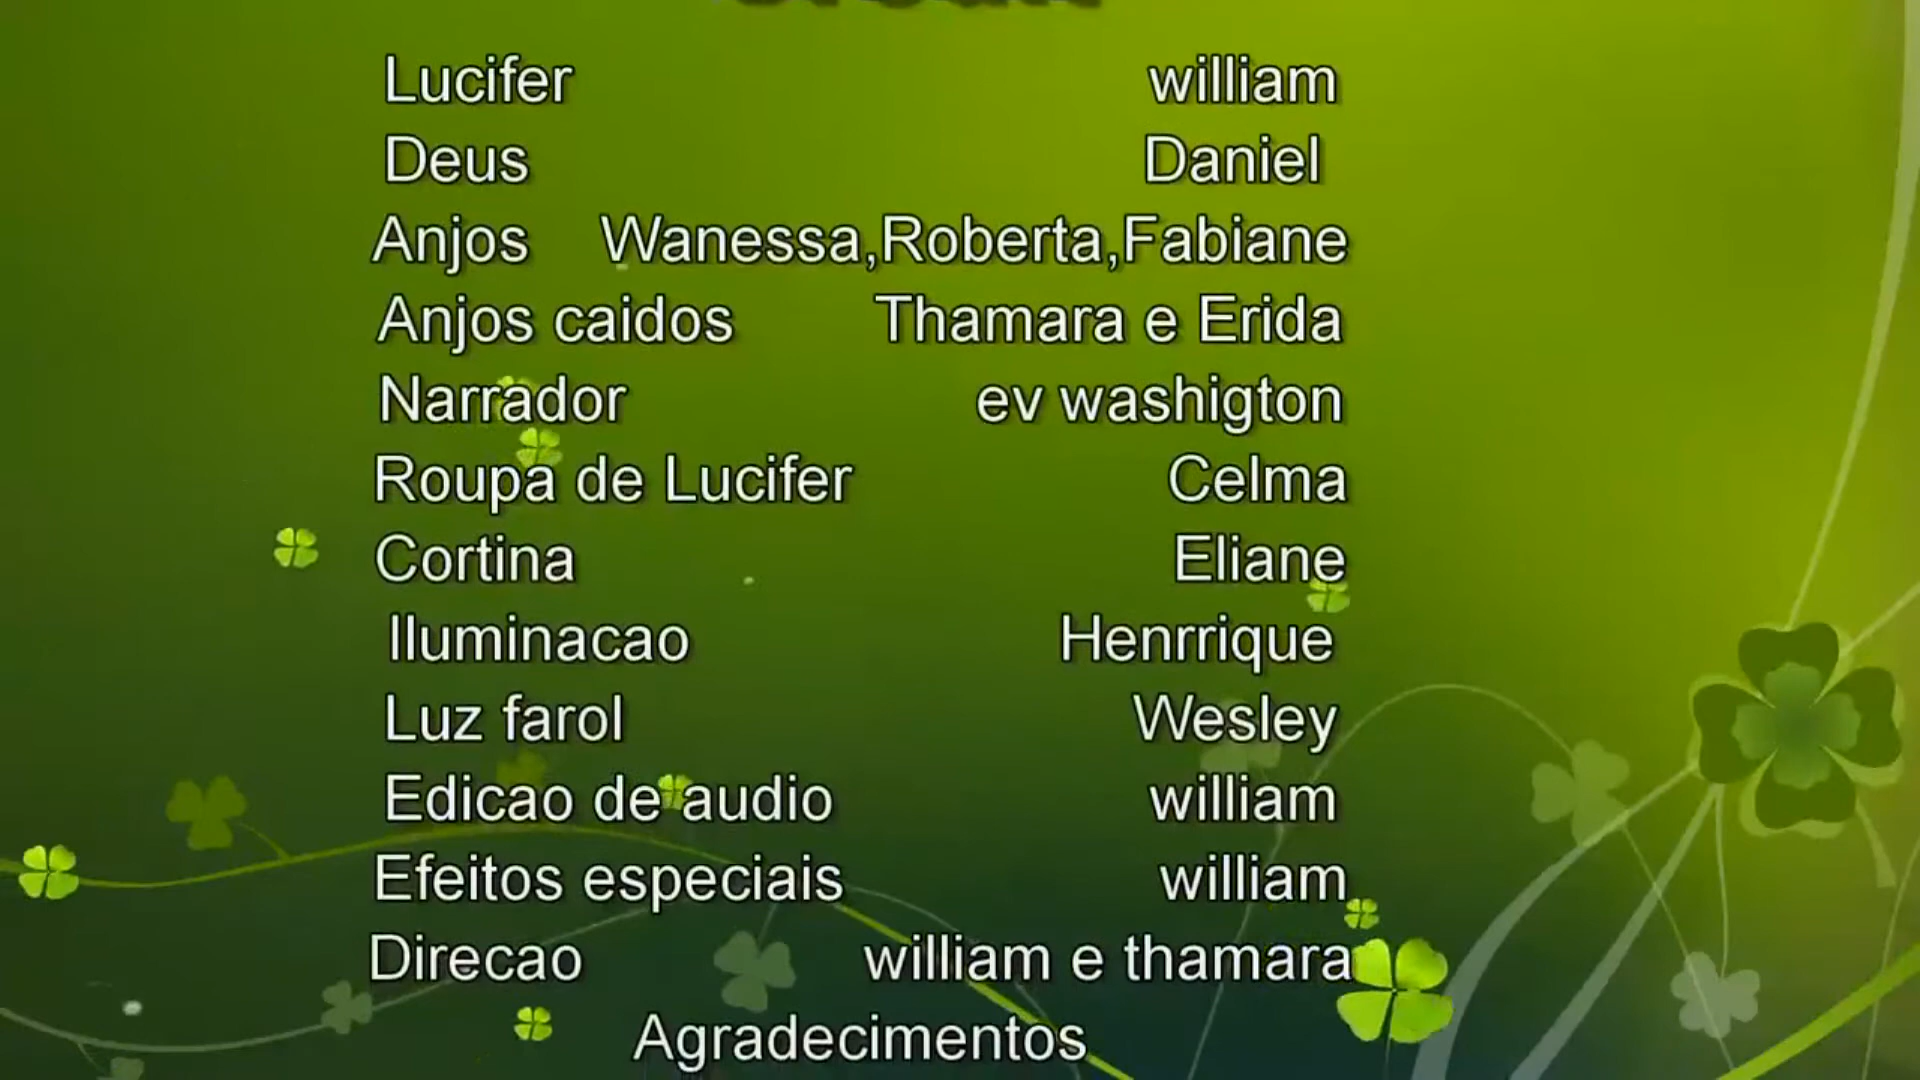 Lucifer william
Deus Daniel
Anjos Wanessa,Roberta,Fabiane
Anjos caidos Thamara e Erida
Narrador ev washigton
Roupa de Lucifer Celma
Cortina Eliane
Iluminacao Henrrique
Luz farol Wesley
Edicao de audio william
Efeitos especiais william
Direcao william e thamara
Agradecimentos